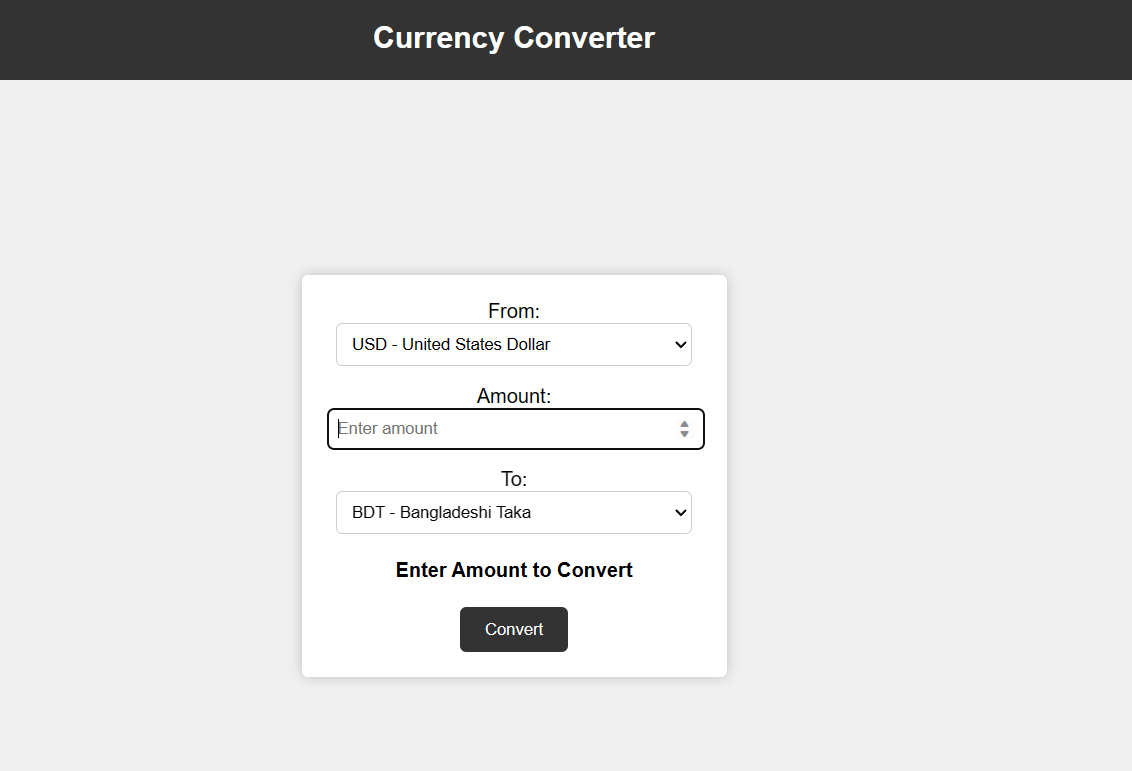 Currency Converter
From:
USD - United States Dollar
Amount:
Enter amount
To:
BDT - Bangladeshi Taka
Enter Amount to Convert
Convert